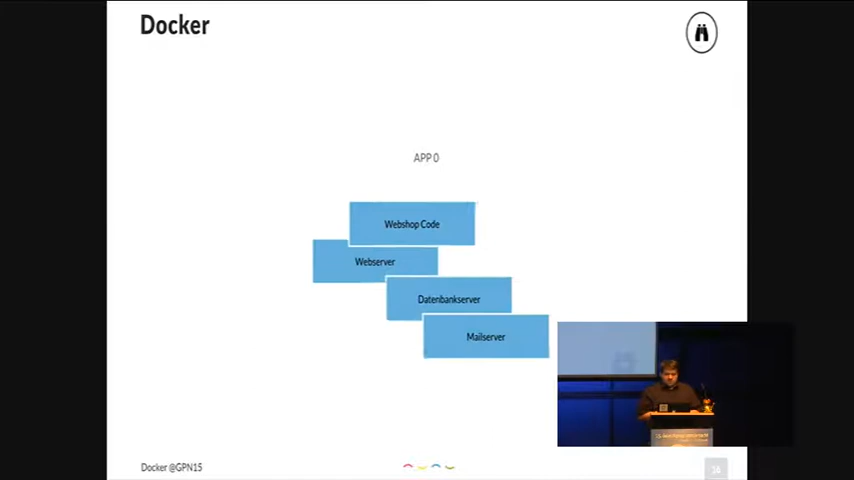 Docker
APP 0
Webshop Code
Webserver
Datenbankserver
Mailserver
Docker @GPN15